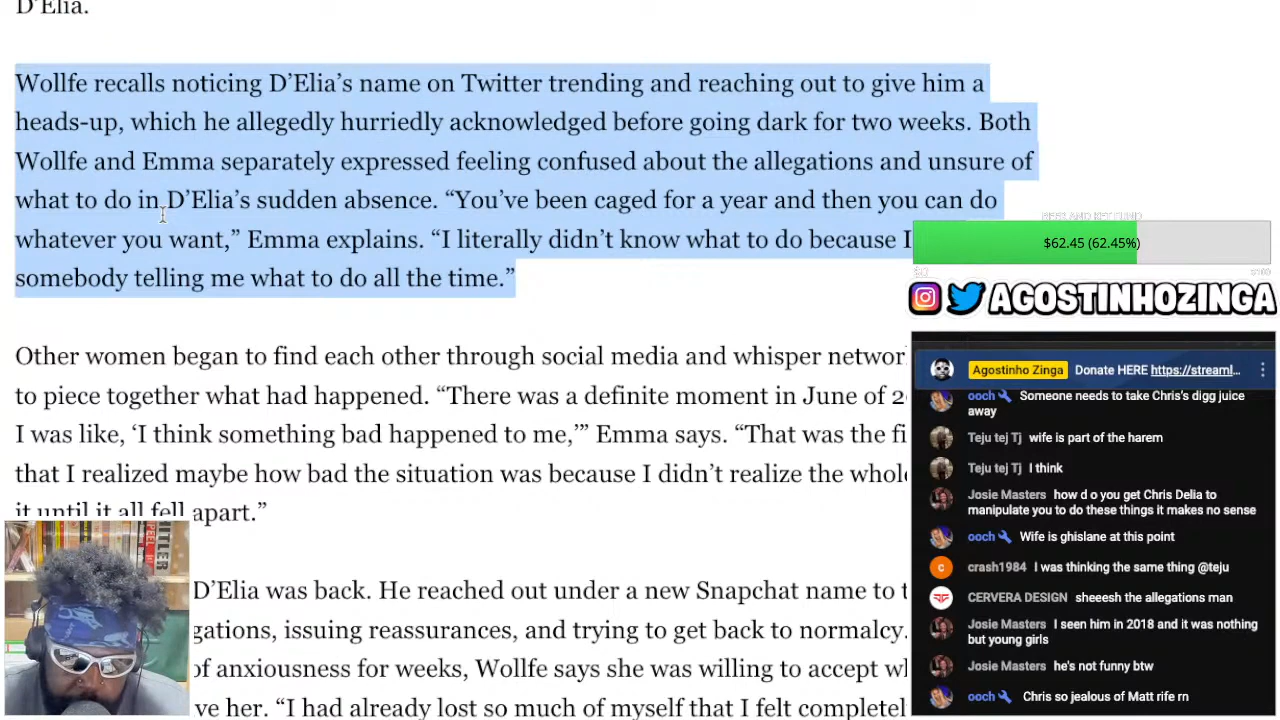 D’Elia.
Wollfe recalls noticing D’Elia’s name on Twitter trending and reaching out to give him a
heads-up, which he allegedly hurriedly acknowledged before going dark for two weeks. Both
Wollfe and Emma separately expressed feeling confused about the allegations and unsure of
what to do in D’Elia’s sudden absence. “You’ve been caged for a year and then you can do
whatever you want,” Emma explains. “I literally didn’t know what to do because I
somebody telling me what to do all the time.”
Other women began to find each other through social media and whisper networ
to piece together what had happened. “There was a definite moment in June of 2
I was like, ‘I think something bad happened to me,’” Emma says. “That was the fi
that I realized maybe how bad the situation was because I didn’t realize the whol
it until it all fell apart.”
D’Elia was back. He reached out under a new Snapchat name to t
gations, issuing reassurances, and trying to get back to normalcy.
of anxiousness for weeks, Wollfe says she was willing to accept w
ve her. “I had already lost so much of myself that I felt complete
HITLER
PEEL
$62.45 (62.45%)
$100
AGOSTINHOZINGA
Agostinho Zinga Donate HERE https://streaml...
ooch Someone needs to take Chris's digg juice
away
Teju tej Tj wife is part of the harem
Teju tej Tj I think
Josie Masters how d o you get Chris Delia to
manipulate you to do these things it makes no sense
ooch Wife is ghislane at this point
c
crash1984 I was thinking the same thing @teju
CERVERA DESIGN sheeesh the allegations man
Josie Masters I seen him in 2018 and it was nothing
but young girls
Josie Masters he's not funny btw
ooch Chris so jealous of Matt rife rn